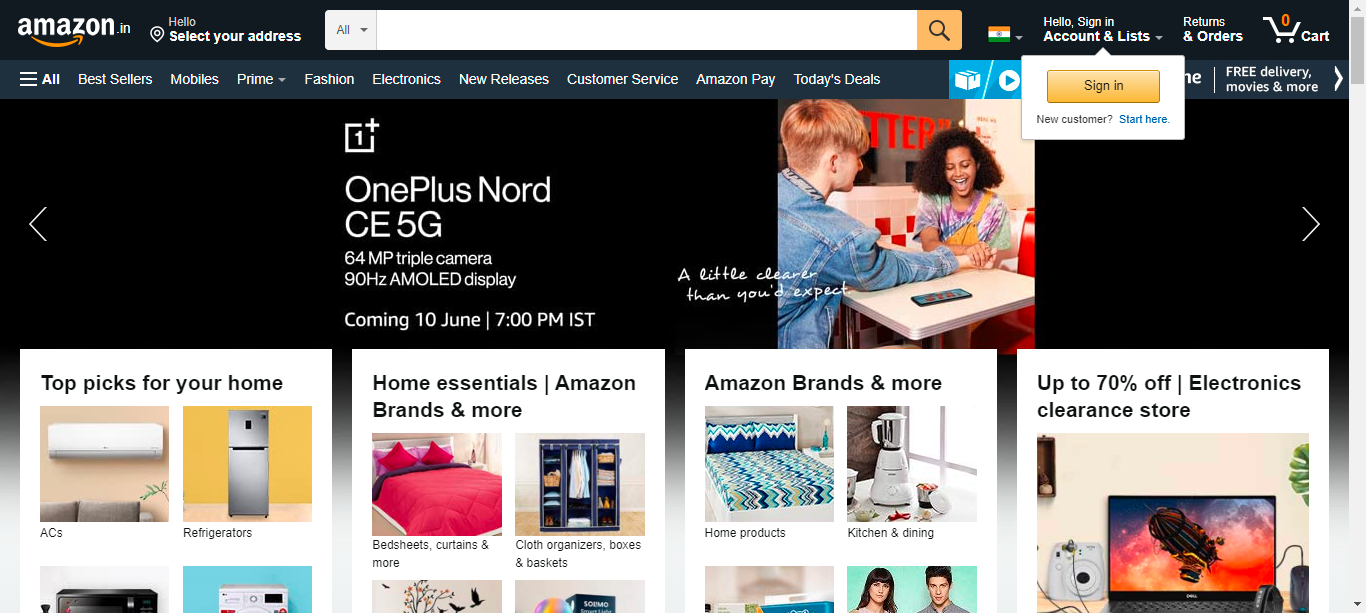 amazon.in
Hello
Select your address
All
Hello, Sign in
Account & Lists
Returns
& Orders
0
Cart
All
Best Sellers
Mobiles
Prime
Fashion
Electronics
New Releases
Customer Service
Amazon Pay
Today's Deals
FREE delivery,
movies & more
Sign in
New customer? Start here.
1+
OnePlus Nord
CE 5G
64 MP triple camera
90Hz AMOLED display
Coming 10 June | 7:00 PM IST
A little clearer
than you'd expect.
Top picks for your home
ACs
Refrigerators
Home essentials | Amazon
Brands & more
Bedsheets, curtains &
more
Cloth organizers, boxes
& baskets
SOLIMO
Amazon Brands & more
Home products
Kitchen & dining
Up to 70% off | Electronics
clearance store
DELL